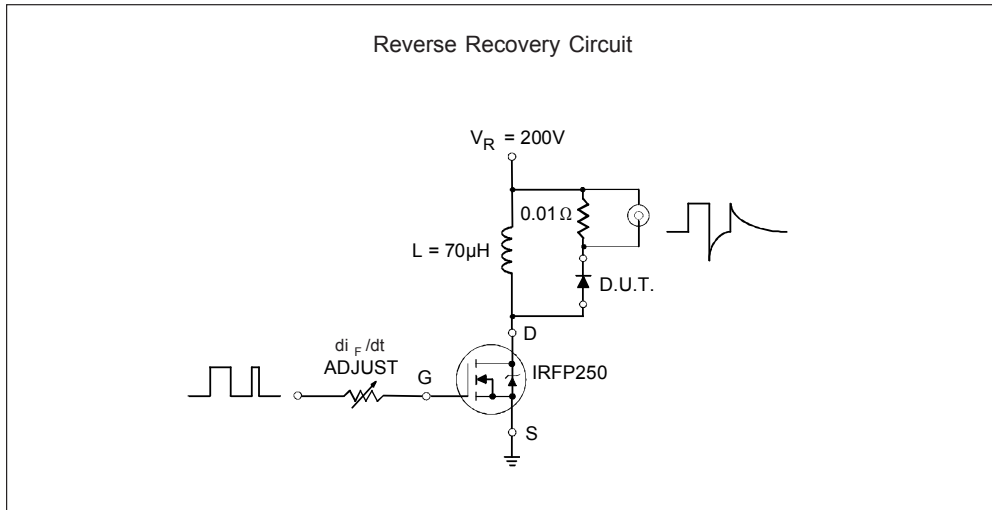 Reverse Recovery Circuit
V_R = 200V
0.01 Ω
L = 70µH
D.U.T.
D
di_F/dt
ADJUST
G
IRFP250
S